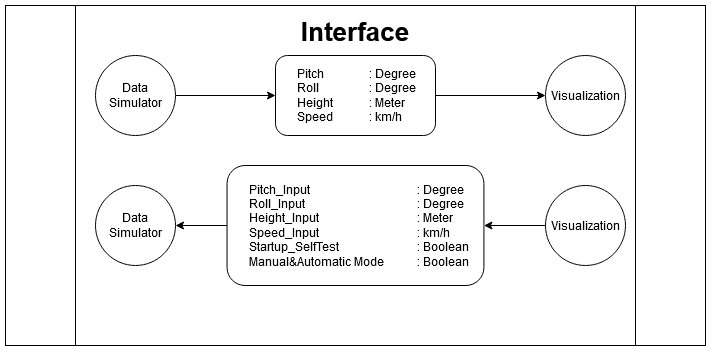 Interface
Data
Simulator
Pitch : Degree
Roll : Degree
Height : Meter
Speed : km/h
Visualization
Data
Simulator
Pitch_Input : Degree
Roll_Input : Degree
Height_Input : Meter
Speed_Input : km/h
Startup_SelfTest : Boolean
Manual&Automatic Mode : Boolean
Visualization